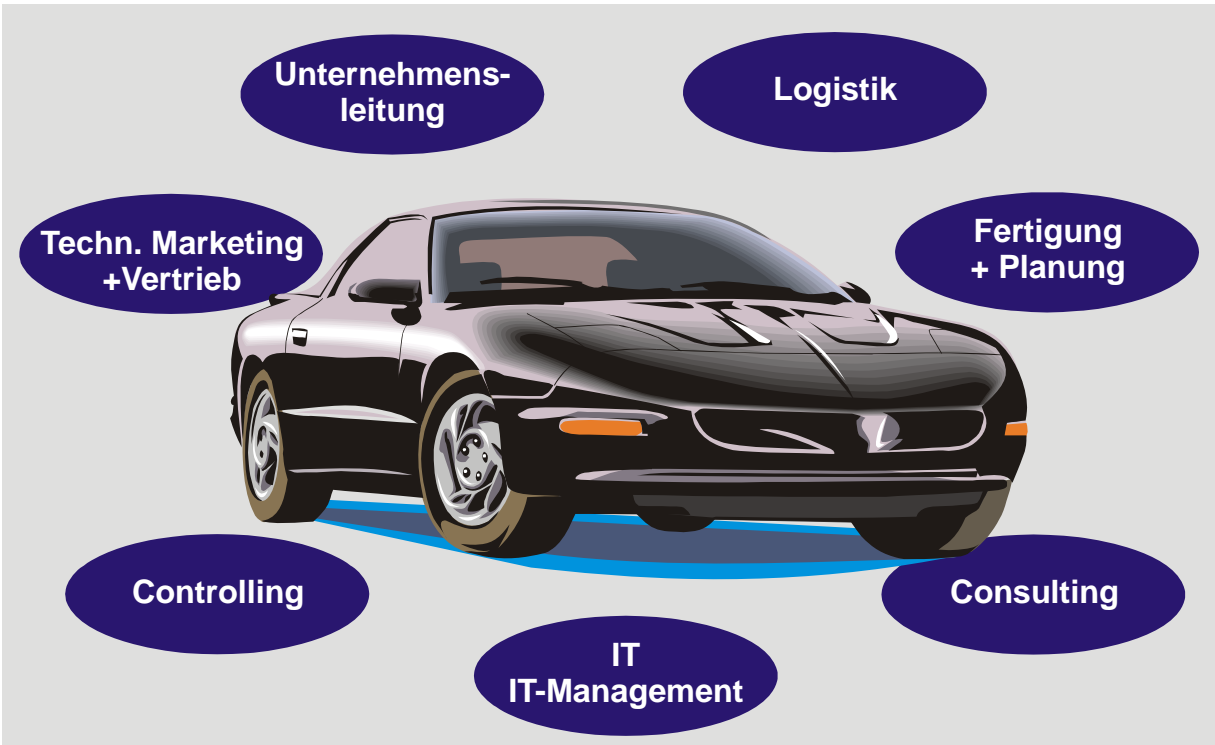 Unternehmens-
leitung
Logistik
Techn. Marketing
+Vertrieb
Fertigung
+ Planung
Controlling
Consulting
IT
IT-Management